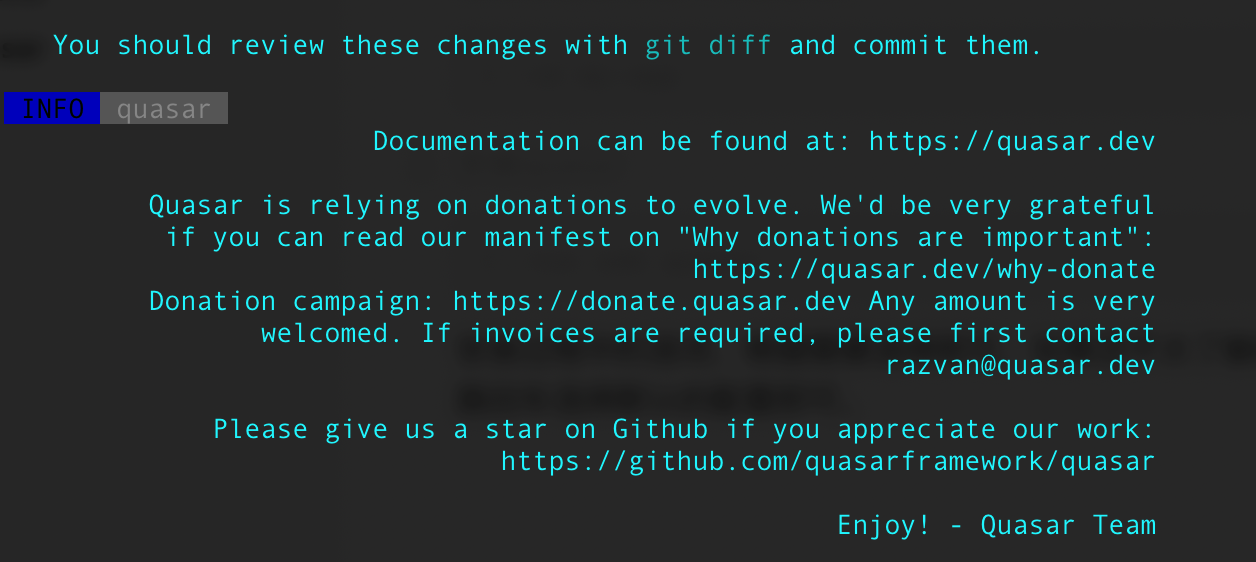 You should review these changes with git diff and commit them.
INFO quasar
Documentation can be found at: https://quasar.dev
Quasar is relying on donations to evolve. We'd be very grateful
if you can read our manifest on "Why donations are important":
https://quasar.dev/why-donate
Donation campaign: https://donate.quasar.dev Any amount is very
welcomed. If invoices are required, please first contact
razvan@quasar.dev
Please give us a star on Github if you appreciate our work:
https://github.com/quasarframework/quasar
Enjoy! - Quasar Team